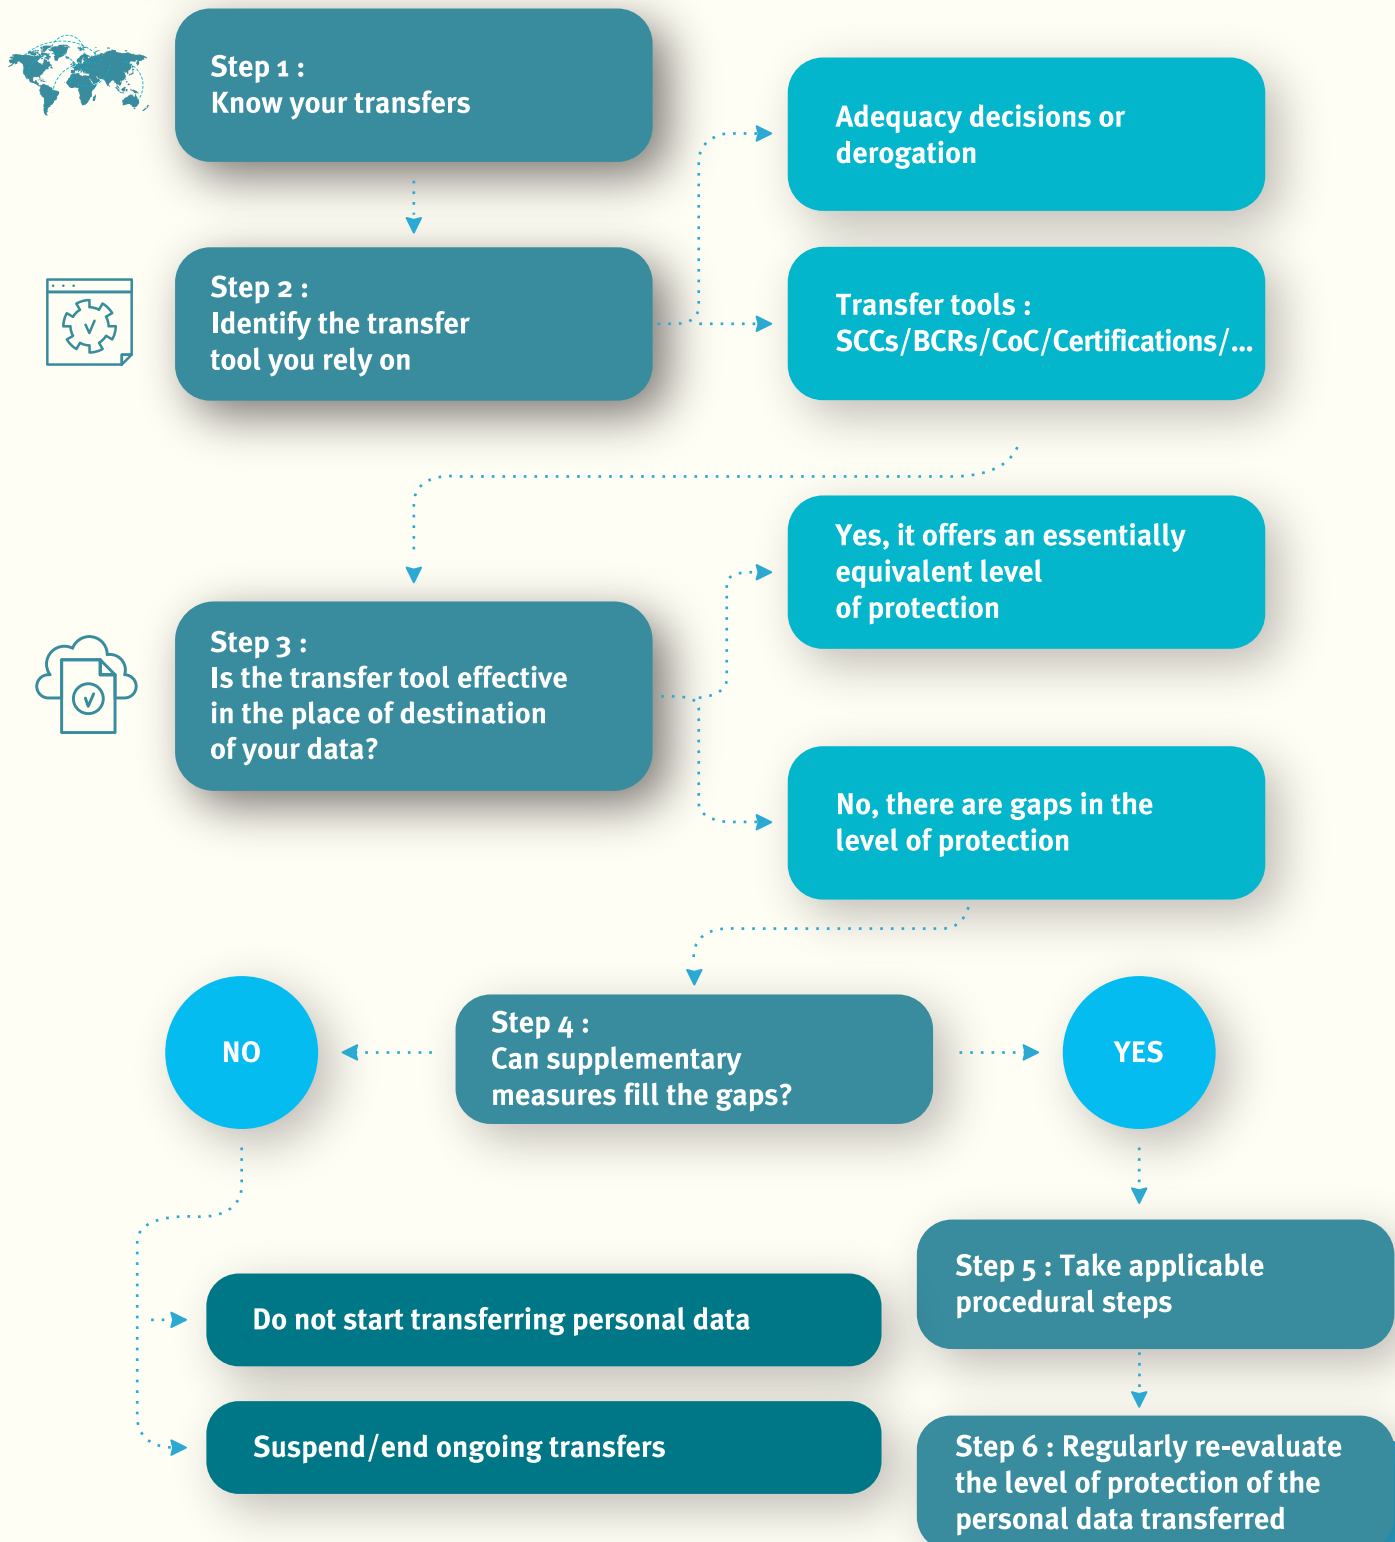 Step 1 :
Know your transfers
Adequacy decisions or
derogation
Step 2 :
Identify the transfer
tool you rely on
Transfer tools :
SCCs/BCRs/CoC/Certifications/...
Yes, it offers an essentially
equivalent level
of protection
Step 3 :
Is the transfer tool effective
in the place of destination
of your data?
No, there are gaps in the
level of protection
NO
Step 4 :
Can supplementary
measures fill the gaps?
YES
Do not start transferring personal data
Suspend/end ongoing transfers
Step 5 : Take applicable
procedural steps
Step 6 : Regularly re-evaluate
the level of protection of the
personal data transferred